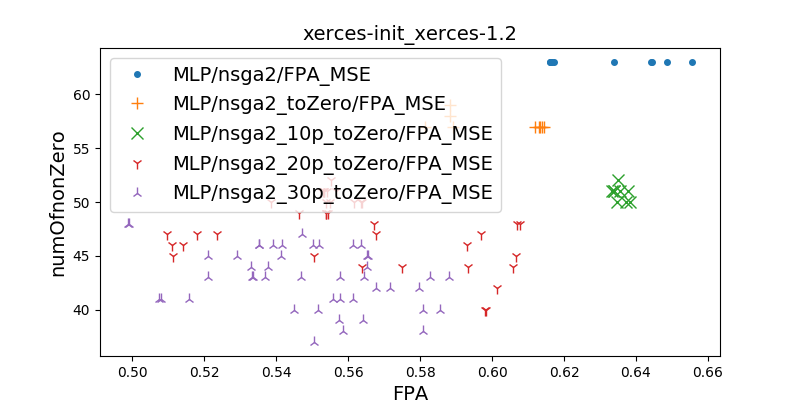 xerces-init_xerces-1.2
MLP/nsga2/FPA_MSE
MLP/nsga2_toZero/FPA_MSE
MLP/nsga2_10p_toZero/FPA_MSE
MLP/nsga2_20p_toZero/FPA_MSE
MLP/nsga2_30p_toZero/FPA_MSE
numOfnonZero
60
55
50
45
40
0.50 0.52 0.54 0.56 0.58 0.60 0.62 0.64 0.66
FPA